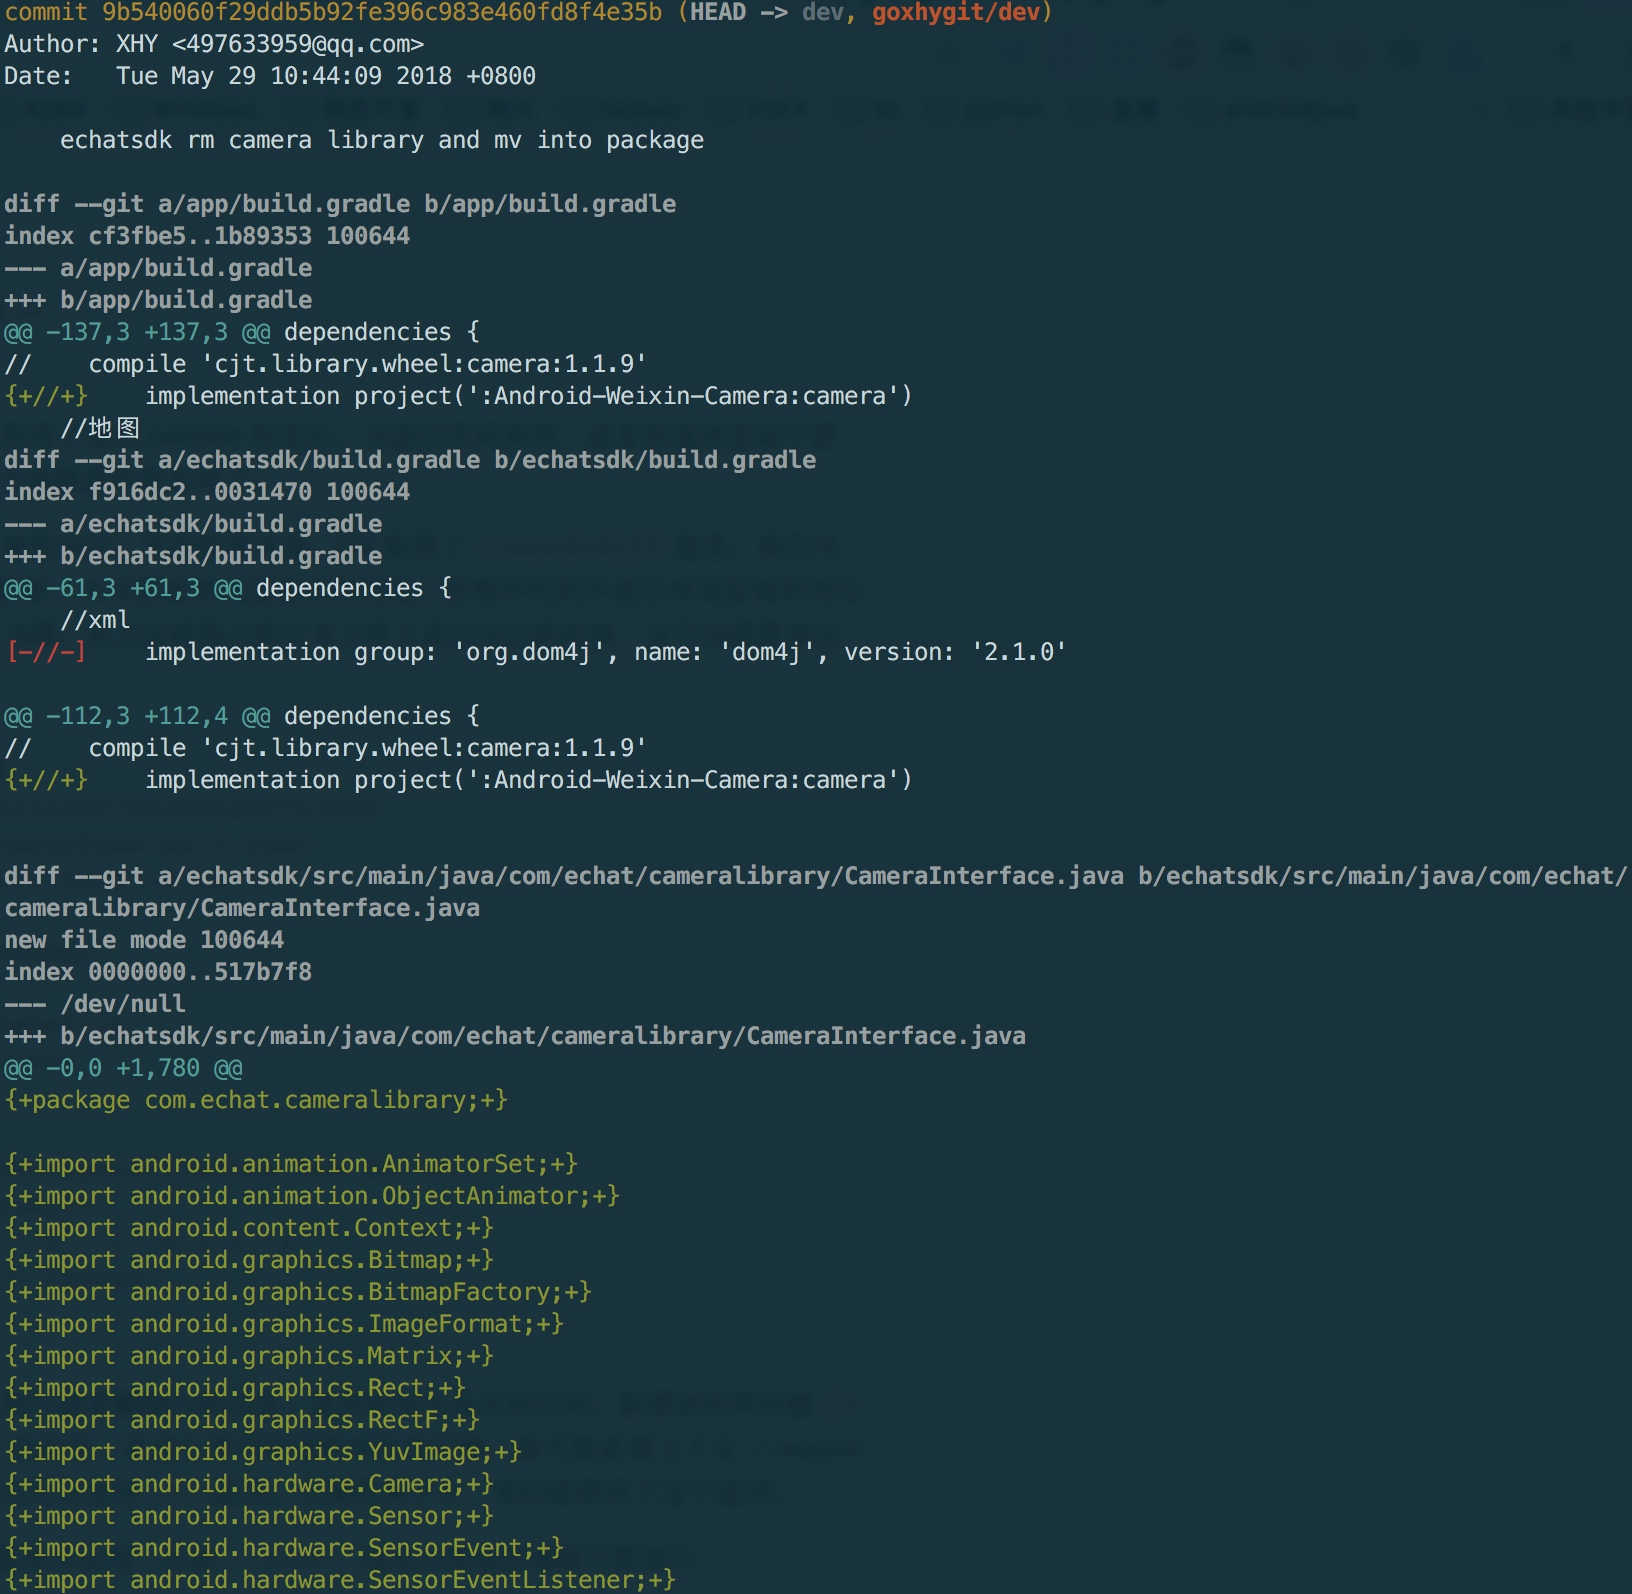 commit 9b540060f29ddb5b92fe396c983e460fd8f4e35b (HEAD -> dev, goxhygit/dev)
Author: XHY <497633959@qq.com>
Date:   Tue May 29 10:44:09 2018 +0800
    echatsdk rm camera library and mv into package
diff --git a/app/build.gradle b/app/build.gradle
index cf3fbe5..1b89353 100644
--- a/app/build.gradle
+++ b/app/build.gradle
@@ -137,3 +137,3 @@ dependencies {
//    compile 'cjt.library.wheel:camera:1.1.9'
{+//+}    implementation project(':Android-Weixin-Camera:camera')
    //地图
diff --git a/echatsdk/build.gradle b/echatsdk/build.gradle
index f916dc2..0031470 100644
--- a/echatsdk/build.gradle
+++ b/echatsdk/build.gradle
@@ -61,3 +61,3 @@ dependencies {
    //xml
[-//-]    implementation group: 'org.dom4j', name: 'dom4j', version: '2.1.0'
@@ -112,3 +112,4 @@ dependencies {
//    compile 'cjt.library.wheel:camera:1.1.9'
{+//+}    implementation project(':Android-Weixin-Camera:camera')
diff --git a/echatsdk/src/main/java/com/echat/cameralibrary/CameraInterface.java b/echatsdk/src/main/java/com/echat/
cameralibrary/CameraInterface.java
new file mode 100644
index 0000000..517b7f8
--- /dev/null
+++ b/echatsdk/src/main/java/com/echat/cameralibrary/CameraInterface.java
@@ -0,0 +1,780 @@
{+package com.echat.cameralibrary;+}
{+import android.animation.AnimatorSet;+}
{+import android.animation.ObjectAnimator;+}
{+import android.content.Context;+}
{+import android.graphics.Bitmap;+}
{+import android.graphics.BitmapFactory;+}
{+import android.graphics.ImageFormat;+}
{+import android.graphics.Matrix;+}
{+import android.graphics.Rect;+}
{+import android.graphics.RectF;+}
{+import android.graphics.YuvImage;+}
{+import android.hardware.Camera;+}
{+import android.hardware.Sensor;+}
{+import android.hardware.SensorEvent;+}
{+import android.hardware.SensorEventListener;+}